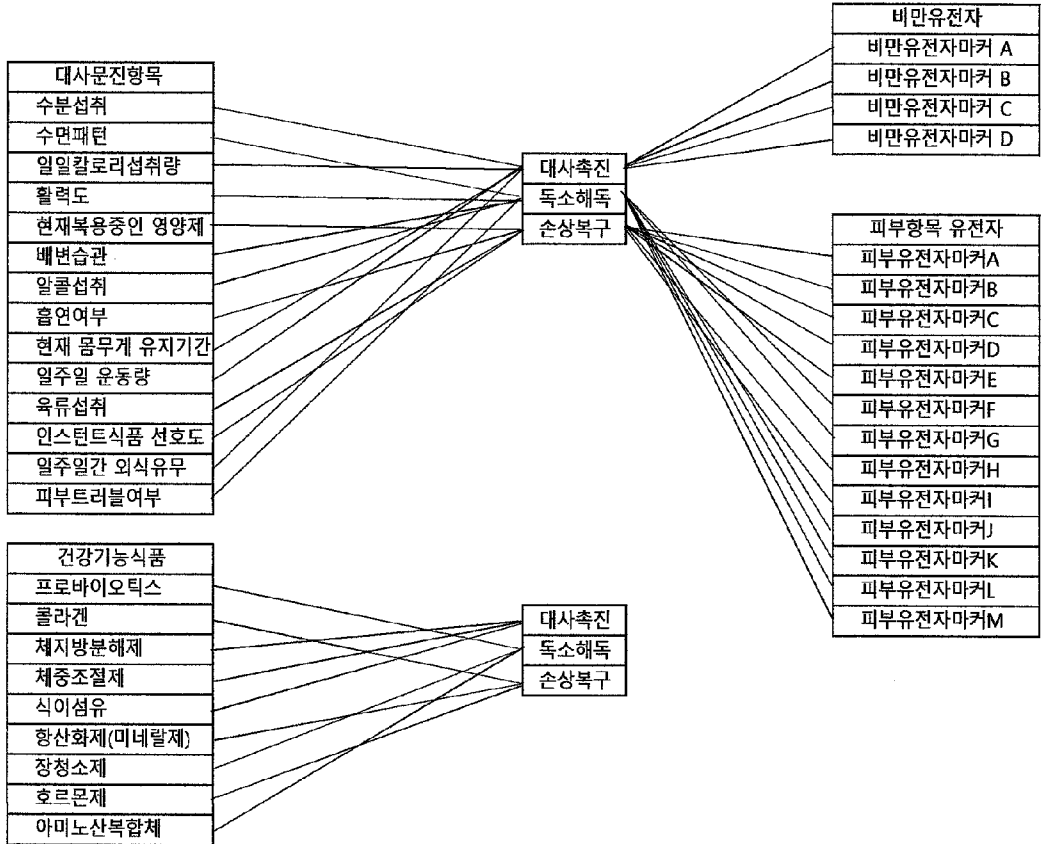 대사문진항목
수분섭취
수면패턴
일일칼로리섭취량
활력도
현재복용중인 영양제
배변습관
알콜섭취
흡연여부
현재 몸무게 유지기간
일주일 운동량
육류섭취
인스턴트식품 선호도
일주일간 외식유무
피부트러블여부
대사촉진
독소해독
손상복구
비만유전자
비만유전자마커 A
비만유전자마커 B
비만유전자마커 C
비만유전자마커 D
피부항목 유전자
피부유전자마커A
피부유전자마커B
피부유전자마커C
피부유전자마커D
피부유전자마커E
피부유전자마커F
피부유전자마커G
피부유전자마커H
피부유전자마커I
피부유전자마커J
피부유전자마커K
피부유전자마커L
피부유전자마커M
건강기능식품
프로바이오틱스
콜라겐
체지방분해제
체중조절제
식이섬유
항산화제(미네랄제)
장청소제
호르몬제
아미노산복합체
대사촉진
독소해독
손상복구